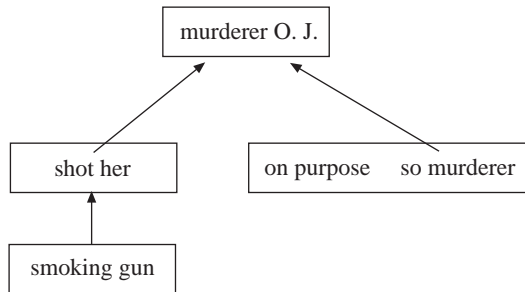 murderer O. J.
shot her
on purpose so murderer
smoking gun